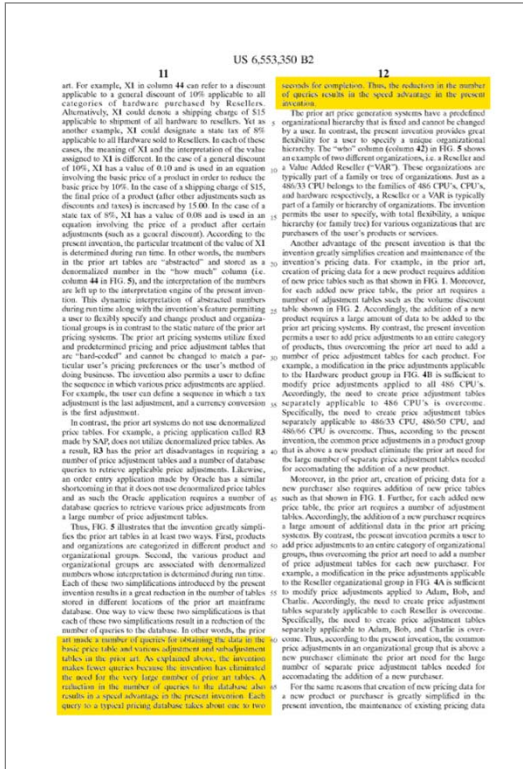 US 6,553,350 B2
11
art. For example, X1 in column 44 can refer to a discount
applicable to a general discount of 10% applicable to all
categories of hardware purchased by Resellers.
Alternatively, X1 could denote a shipping charge of $15
applicable to shipment of all hardware to resellers. Yet as
5
another example, X1 could designate a state tax of 8%
applicable to all Hardware sold to Resellers. In each of these
cases, the meaning of X1 and the interpretation of the value
assigned to X1 is different. In the case of a general discount
of 10%, X1 has a value of 0.10 and is used in an equation
10
involving the basic price of a product in order to reduce the
basic price by 10%. In the case of a shipping charge of $15,
the final price of a product (after other adjustments such as
discounts and taxes) is increased by 15.00. In the case of a
state tax of 8%, X1 has a value of 0.08 and is used in an
15
equation involving the price of a product after certain
adjustments (such as a general discount). According to the
present invention, the particular treatment of the value of X1
is determined during run time. In other words, the numbers
in the prior art tables are "abstracted" and stored as a
20
denormalized number in the "how much" column (i.e.
column 44 in FIG. 5), and the interpretation of the numbers
are left up to the interpretation engine of the present inven-
tion. This dynamic interpretation of abstracted numbers
during run time along with the invention's feature permitting
25
a user to flexibly specify and change product and organiza-
tional groups is in contrast to the static nature of the prior art
pricing systems. The prior art pricing systems utilize fixed
and predetermined pricing and price adjustment tables that
are "hard-coded" and cannot be changed to match a par-
30
ticular user's pricing preferences or the user's method of
doing business. The invention also permits a user to define
the sequence in which various price adjustments are applied.
For example, the user can define a sequence in which a tax
adjustment is the last adjustment, and a currency conversion
35
is the first adjustment.
In contrast, the prior art systems do not use denormalized
price tables. For example, a pricing application called R3
made by SAP, does not utilize denormalized price tables. As
a result, R3 has the prior art disadvantages in requiring a
40
number of price adjustment tables and a number of database
queries to retrieve applicable price adjustments. Likewise,
an order entry application made by Oracle has a similar
shortcoming in that it does not use denormalized price tables
and as such the Oracle application requires a number of
45
database queries to retrieve various price adjustments from
a large number of price adjustment tables.
Thus, FIG. 5 illustrates that the invention greatly simpli-
fies the prior art tables in at least two ways. First, products
and organizations are categorized in different product and
50
organizational groups. Second, the various product and
organizational groups are associated with denormalized
numbers whose interpretation is determined during run time.
Each of these two simplifications introduced by the present
invention results in a great reduction in the number of tables
55
stored in different locations of the prior art mainframe
database. One way to view these two simplifications is that
each of these two simplifications result in a reduction of the
number of queries to the database. In other words, the prior
art made a number of queries for obtaining the data in the
60
basic price table and various adjustment and subadjustment
tables in the prior art. As explained above, the invention
makes fewer queries because the invention has eliminated
the need for the very large number of prior art tables. A
reduction in the number of queries to the database also
65
results in a speed advantage in the present invention. Each
query to a typical pricing database takes about one to two
12
seconds for completion. Thus, the reduction in the number
of queries results in the speed advantage in the present
invention.
The prior art price generation systems have a predefined
organizational hierarchy that is fixed and cannot be changed
by a user. In contrast, the present invention provides great
flexibility for a user to specify a unique organizational
hierarchy. The "who" column (column 42) in FIG. 5 shows
an example of two different organizations, i.e. a Reseller and
a Value Added Reseller ("VAR"). These organizations are
typically part of a family or tree of organizations. Just as a
486/33 CPU belongs to the families of 486 CPU's, CPU's,
and hardware respectively, a Reseller or a VAR is typically
part of a family or hierarchy of organizations. The invention
permits the user to specify, with total flexibility, a unique
hierarchy (or family tree) for various organizations that are
purchasers of the user's products or services.
Another advantage of the present invention is that the
invention greatly simplifies creation and maintenance of the
invention's pricing data. For example, in the prior art,
creation of pricing data for a new product requires addition
of new price tables such as that shown in FIG. 1. Moreover,
for each added new price table, the prior art requires a
number of adjustment tables such as the volume discount
table shown in FIG. 2. Accordingly, the addition of a new
product requires a large amount of data to be added to the
prior art pricing systems. By contrast, the present invention
permits a user to add price adjustments to an entire category
of products, thus overcoming the prior art need to add a
number of price adjustment tables for each product. For
example, a modification in the price adjustments applicable
to the Hardware product group in FIG. 4B is sufficient to
modify price adjustments applied to all 486 CPU's.
Accordingly, the need to create price adjustment tables
separately applicable to 486 CPU's is overcome.
Specifically, the need to create price adjustment tables
separately applicable to 486/33 CPU, 486/50 CPU, and
486/66 CPU is overcome. Thus, according to the present
invention, the common price adjustments in a product group
that is above a new product eliminate the prior art need for
the large number of separate price adjustment tables needed
for accomadating the addition of a new product.
Moreover, in the prior art, creation of pricing data for a
new purchaser also requires addition of new price tables
such as that shown in FIG. 1. Further, for each added new
price table, the prior art requires a number of adjustment
tables. Accordingly, the addition of a new purchaser requires
a large amount of additional data in the prior art pricing
systems. By contrast, the present invention permits a user to
add price adjustments to an entire category of organizational
groups, thus overcoming the prior art need to add a number
of price adjustment tables for each new purchaser. For
example, a modification in the price adjustments applicable
to the Reseller organizational group in FIG. 4A is sufficient
to modify price adjustments applied to Adam, Bob, and
Charlie. Accordingly, the need to create price adjustment
tables separately applicable to each Reseller is overcome.
Specifically, the need to create price adjustment tables
separately applicable to Adam, Bob, and Charlie is over-
come. Thus, according to the present invention, the common
price adjustments in an organizational group that is above a
new purchaser eliminate the prior art need for the large
number of separate price adjustment tables needed for
accomadating the addition of a new purchaser.
For the same reasons that creation of new pricing data for
a new product or purchaser is greatly simplified in the
present invention, the maintenance of existing pricing data